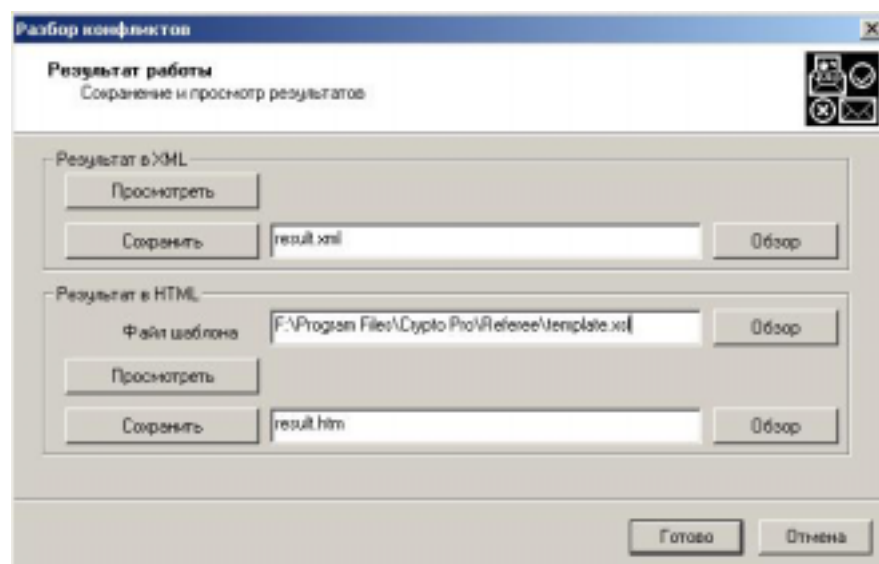 Разбор конфликтов
Результат работы
Сохранение и просмотр результатов
Результат в XML
Просмотреть
Сохранить result.xml Обзор
Результат в HTML
Файл шаблона F:\Program Files\Crypto Pro\Referee\template.xsl Обзор
Просмотреть
Сохранить result.htm Обзор
Готово Отмена